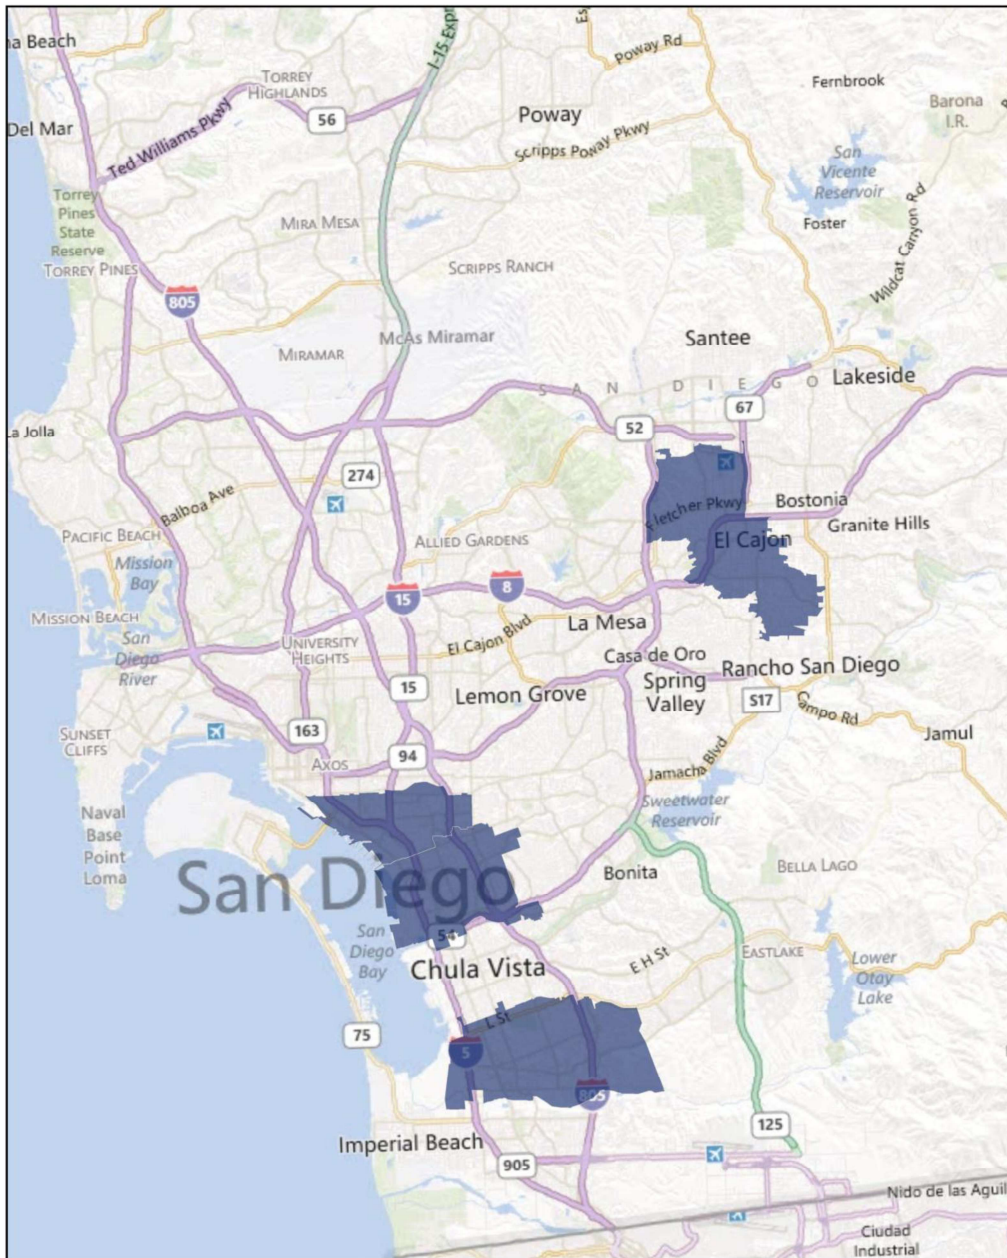 na Beach
I-15 Expr
Es
Poway Rd
TORREY
HIGHLANDS
Fernbrook
Barona
I.R.
56
Poway
Del Mar
Ted Williams Pkwy
Scripps Poway Pkwy
San
Vicente
Reservoir
Torrey
Pines
State
Reserve
MIRA MESA
Foster
Wildcat Canyon Rd
TORREY PINES
SCRIPPS RANCH
805
MCAS MIRAMAR
Santee
MIRAMAR
SAN DIEGO
Lakeside
67
La Jolla
52
274
Balboa Ave
Fletcher Pkwy
Bostonia
Granite Hills
PACIFIC BEACH
ALLIED GARDENS
El Cajon
Mission
Bay
15
8
MISSION BEACH
La Mesa
San
Diego
River
UNIVERSITY
HEIGHTS
El Cajon Blvd
Casa de Oro
Rancho San Diego
15
Lemon Grove
Spring
Valley
S17
Campo Rd
SUNSET
CLIFFS
163
Jamul
94
AXOS
Jamacha Blvd
Naval
Base
Point
Loma
Sweetwater
Reservoir
San Diego
Bonita
BELLA LAGO
San
Diego
Bay
54
E H St
EASTLAKE
Lower
Otay
Lake
Chula Vista
L St
75
5
805
Imperial Beach
125
905
Nido de las Aguil
Ciudad
Industrial